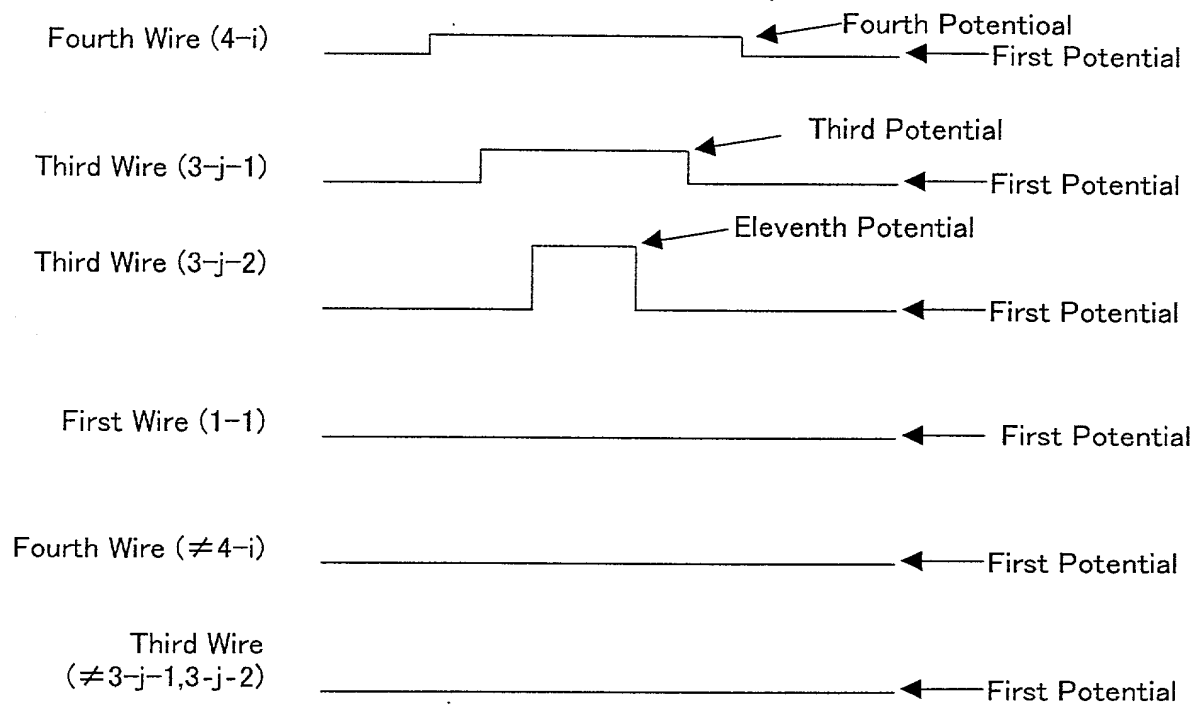 Fourth Wire (4-i)
Fourth Potentioal
First Potential
Third Wire (3-j-1)
Third Potential
First Potential
Third Wire (3-j-2)
Eleventh Potential
First Potential
First Wire (1-1)
First Potential
Fourth Wire (≠4-i)
First Potential
Third Wire
(≠3-j-1,3-j-2)
First Potential